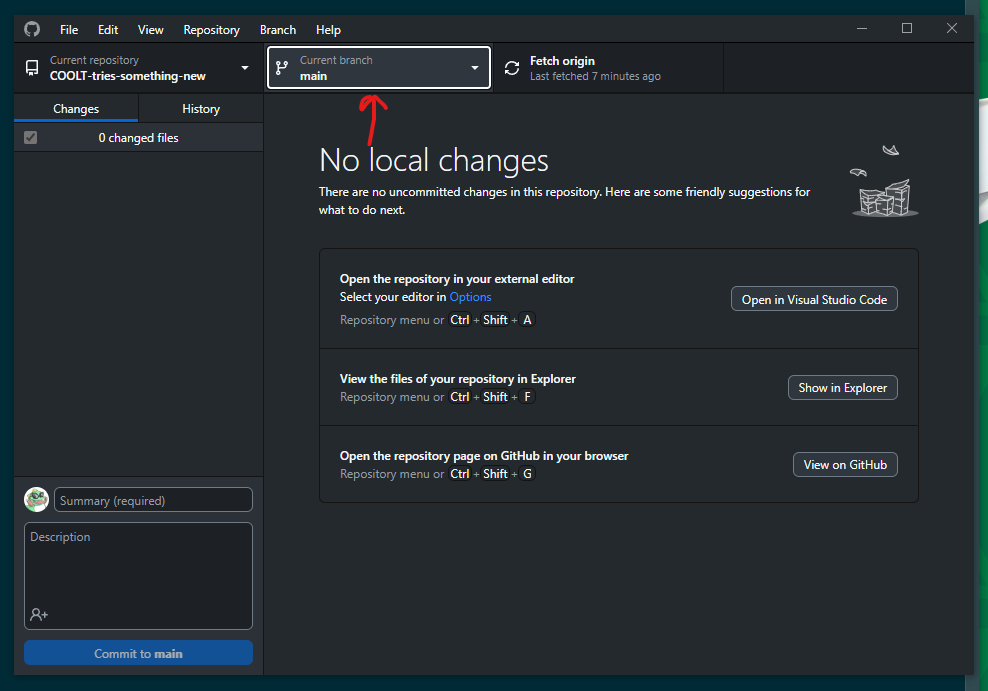 File Edit View Repository Branch Help
Current repository
COOLT-tries-something-new
Current branch
main
Fetch origin
Last fetched 7 minutes ago
Changes
History
0 changed files
No local changes
There are no uncommitted changes in this repository. Here are some friendly suggestions for
what to do next.
Open the repository in your external editor
Select your editor in Options
Repository menu or Ctrl + Shift + A
Open in Visual Studio Code
View the files of your repository in Explorer
Repository menu or Ctrl + Shift + F
Show in Explorer
Open the repository page on GitHub in your browser
Repository menu or Ctrl + Shift + G
View on GitHub
Summary (required)
Description
Commit to main